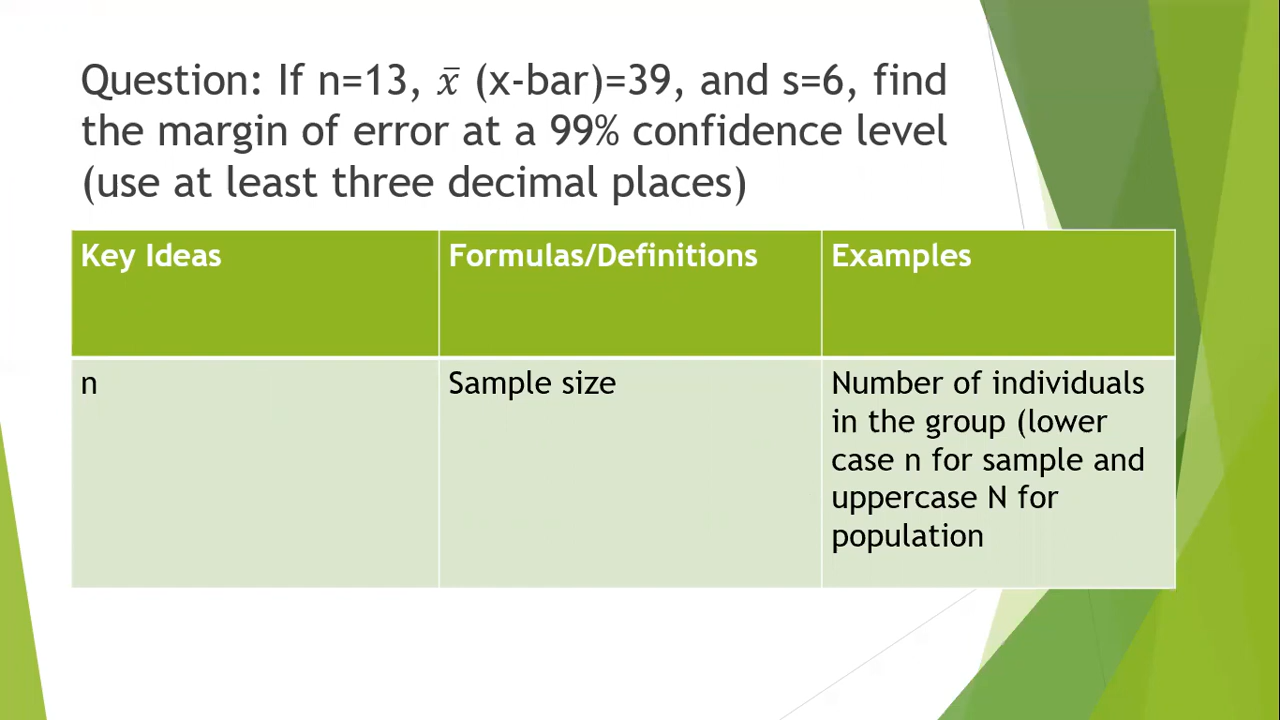 Question: If n=13, x̄ (x-bar)=39, and s=6, find
the margin of error at a 99% confidence level
(use at least three decimal places)
Key Ideas
Formulas/Definitions
Examples
n
Sample size
Number of individuals
in the group (lower
case n for sample and
uppercase N for
population